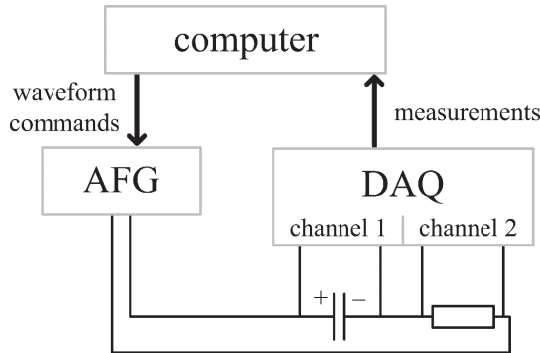 computer
waveform
commands
measurements
AFG
DAQ
channel 1
channel 2
+
–